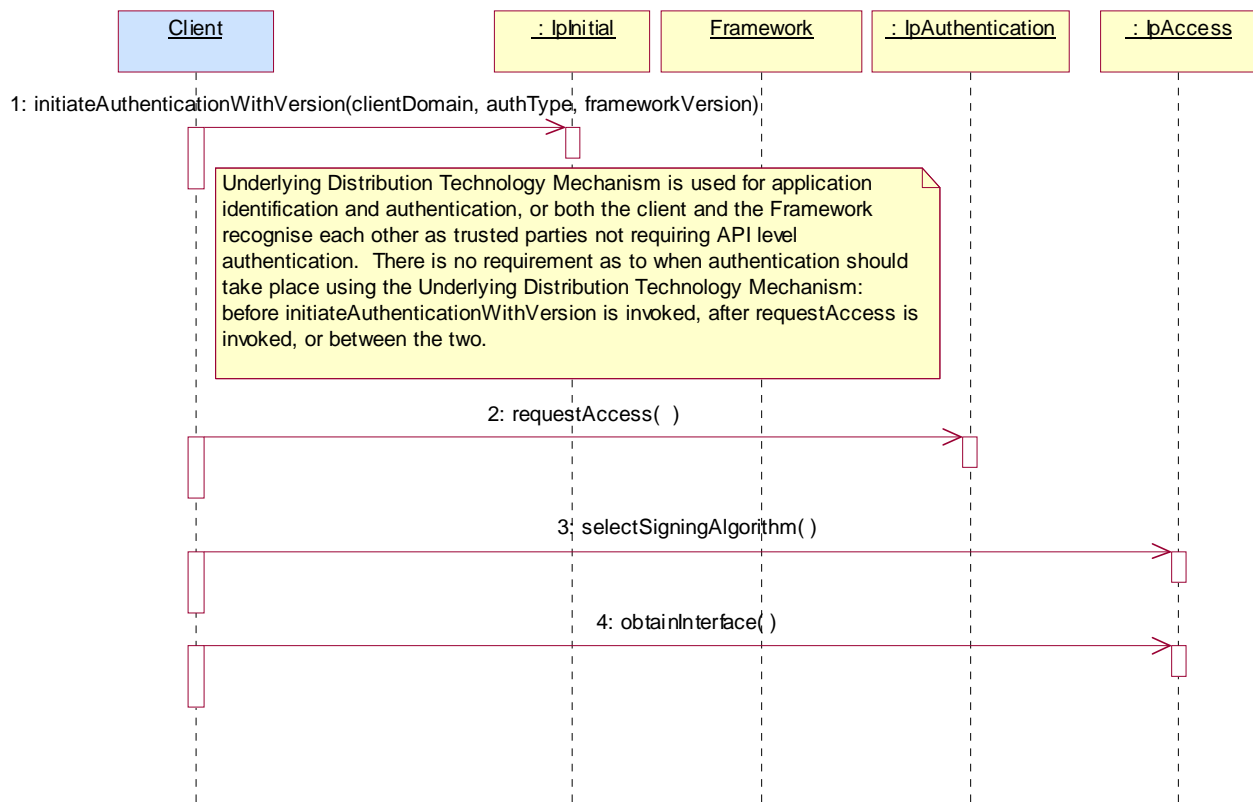 Client
: IpInitial
Framework
: IpAuthentication
: IpAccess
1: initiateAuthenticationWithVersion(clientDomain, authType, frameworkVersion)
Underlying Distribution Technology Mechanism is used for application
identification and authentication, or both the client and the Framework
recognise each other as trusted parties not requiring API level
authentication.  There is no requirement as to when authentication should
take place using the Underlying Distribution Technology Mechanism:
before initiateAuthenticationWithVersion is invoked, after requestAccess is
invoked, or between the two.
2: requestAccess(  )
3: selectSigningAlgorithm( )
4: obtainInterface( )